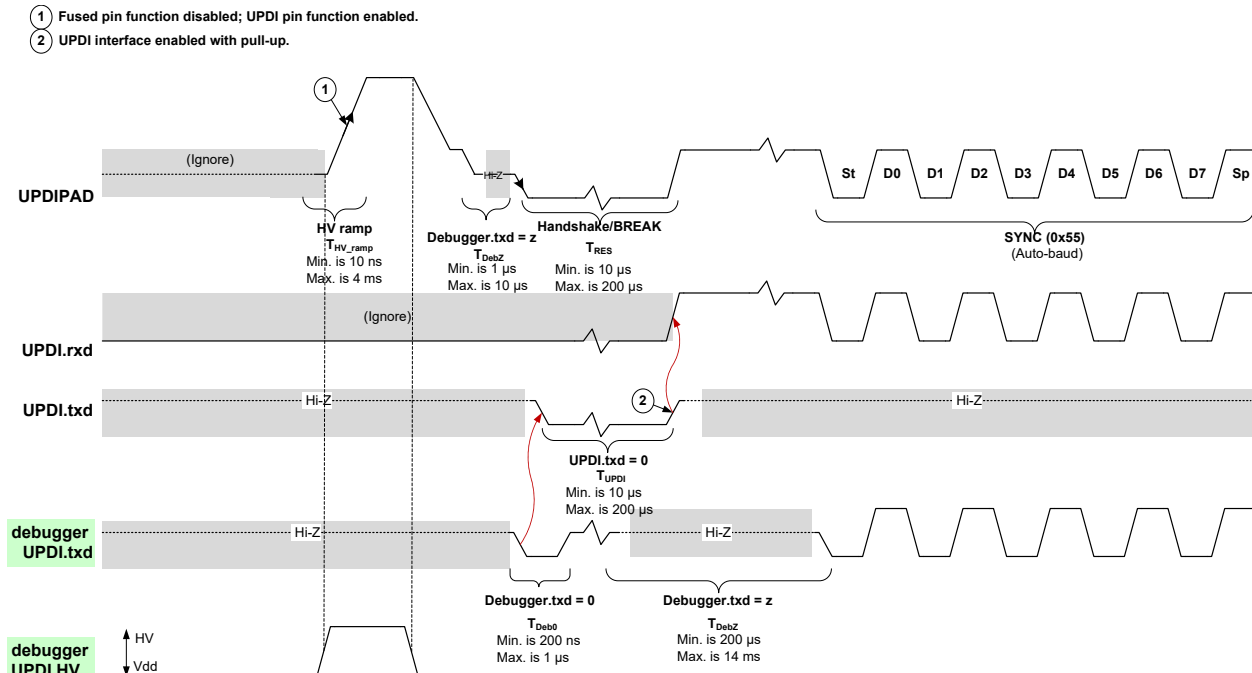 1 Fused pin function disabled; UPDI pin function enabled.
2 UPDI interface enabled with pull-up.
1
(Ignore)
UPDIPAD
Hi-Z
St D0 D1 D2 D3 D4 D5 D6 D7 Sp
HV ramp
THV_ramp
Min. is 10 ns
Max. is 4 ms
Debugger.txd = z
TDebZ
Min. is 1 µs
Max. is 10 µs
Handshake/BREAK
TRES
Min. is 10 µs
Max. is 200 µs
SYNC (0x55)
(Auto-baud)
(Ignore)
UPDI.rxd
UPDI.txd
Hi-Z
2
Hi-Z
UPDI.txd = 0
TUPDI
Min. is 10 µs
Max. is 200 µs
debugger
UPDI.txd
Hi-Z
Hi-Z
Debugger.txd = 0
TDeb0
Min. is 200 ns
Max. is 1 µs
Debugger.txd = z
TDebZ
Min. is 200 µs
Max. is 14 ms
debugger
UPDI.HV
HV
Vdd